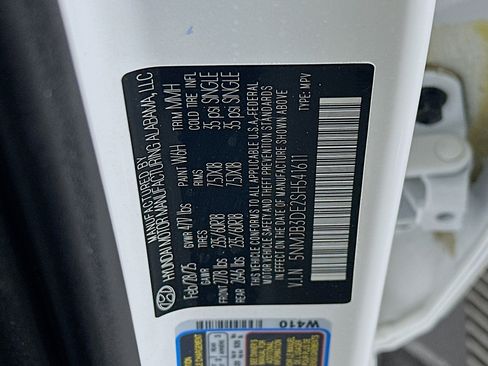 MANUFACTURED BY
HYUNDAI MOTOR MANUFACTURING ALABAMA, LLC
Feb/28/25 GVWR 4717 lbs PAINT W6H TRIM MMH
GAWR RIMS COLD TIRE INFL
FRONT 2778 lbs 235/60R18 7.5JX18 35 psi SINGLE
REAR 2646 lbs 235/60R18 7.5JX18 35 psi SINGLE
THIS VEHICLE CONFORMS TO ALL APPLICABLE U.S.A. FEDERAL
MOTOR VEHICLE SAFETY AND THEFT PREVENTION STANDARDS
IN EFFECT ON THE DATE OF MANUFACTURE SHOWN ABOVE
V.I.N 5NMJB3DE2SH541611 TYPE: MPV
W410